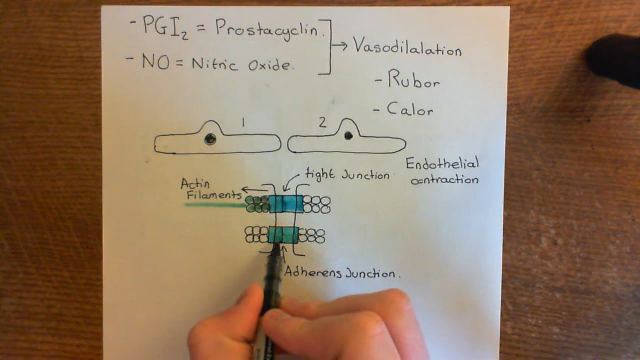 - PGI₂ = Prostacyclin.
- NO = Nitric Oxide.
→ Vasodilalation
- Rubor
- Calor
1
2
Endothelial
contraction
tight Junction
Actin
Filaments
Adherens Junction.